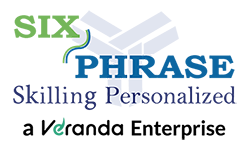 SIX
PHRASE
Skilling Personalized
a Veranda Enterprise